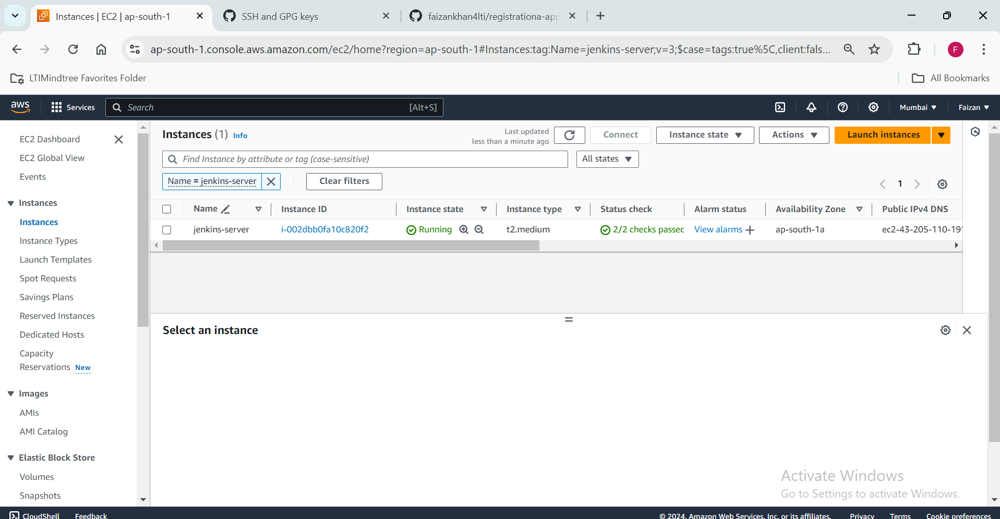 Instances | EC2 | ap-south-1
SSH and GPG keys
faizankhan4lti/registrationa-app
ap-south-1.console.aws.amazon.com/ec2/home?region=ap-south-1#Instances:tag:Name=jenkins-server;v=3;$case=tags:true%5C,client:fals...
F
LTIMindtree Favorites Folder
All Bookmarks
aws
Services
Search
[Alt+S]
Mumbai
Faizan
EC2 Dashboard
EC2 Global View
Events
Instances
Instances
Instance Types
Launch Templates
Spot Requests
Savings Plans
Reserved Instances
Dedicated Hosts
Capacity
Reservations New
Images
AMIs
AMI Catalog
Elastic Block Store
Volumes
Snapshots
Instances (1) Info
Last updated
less than a minute ago
Connect
Instance state
Actions
Launch instances
Find Instance by attribute or tag (case-sensitive)
All states
Name = jenkins-server
Clear filters
1
Name Instance ID Instance state Instance type Status check Alarm status Availability Zone Public IPv4 DNS
jenkins-server i-002dbb0fa10c820f2 Running t2.medium 2/2 checks passec View alarms ap-south-1a ec2-43-205-110-19
Select an instance
Activate Windows
Go to Settings to activate Windows.
CloudShell Feedback
© 2024, Amazon Web Services, Inc. or its affiliates. Privacy Terms Cookie preferences